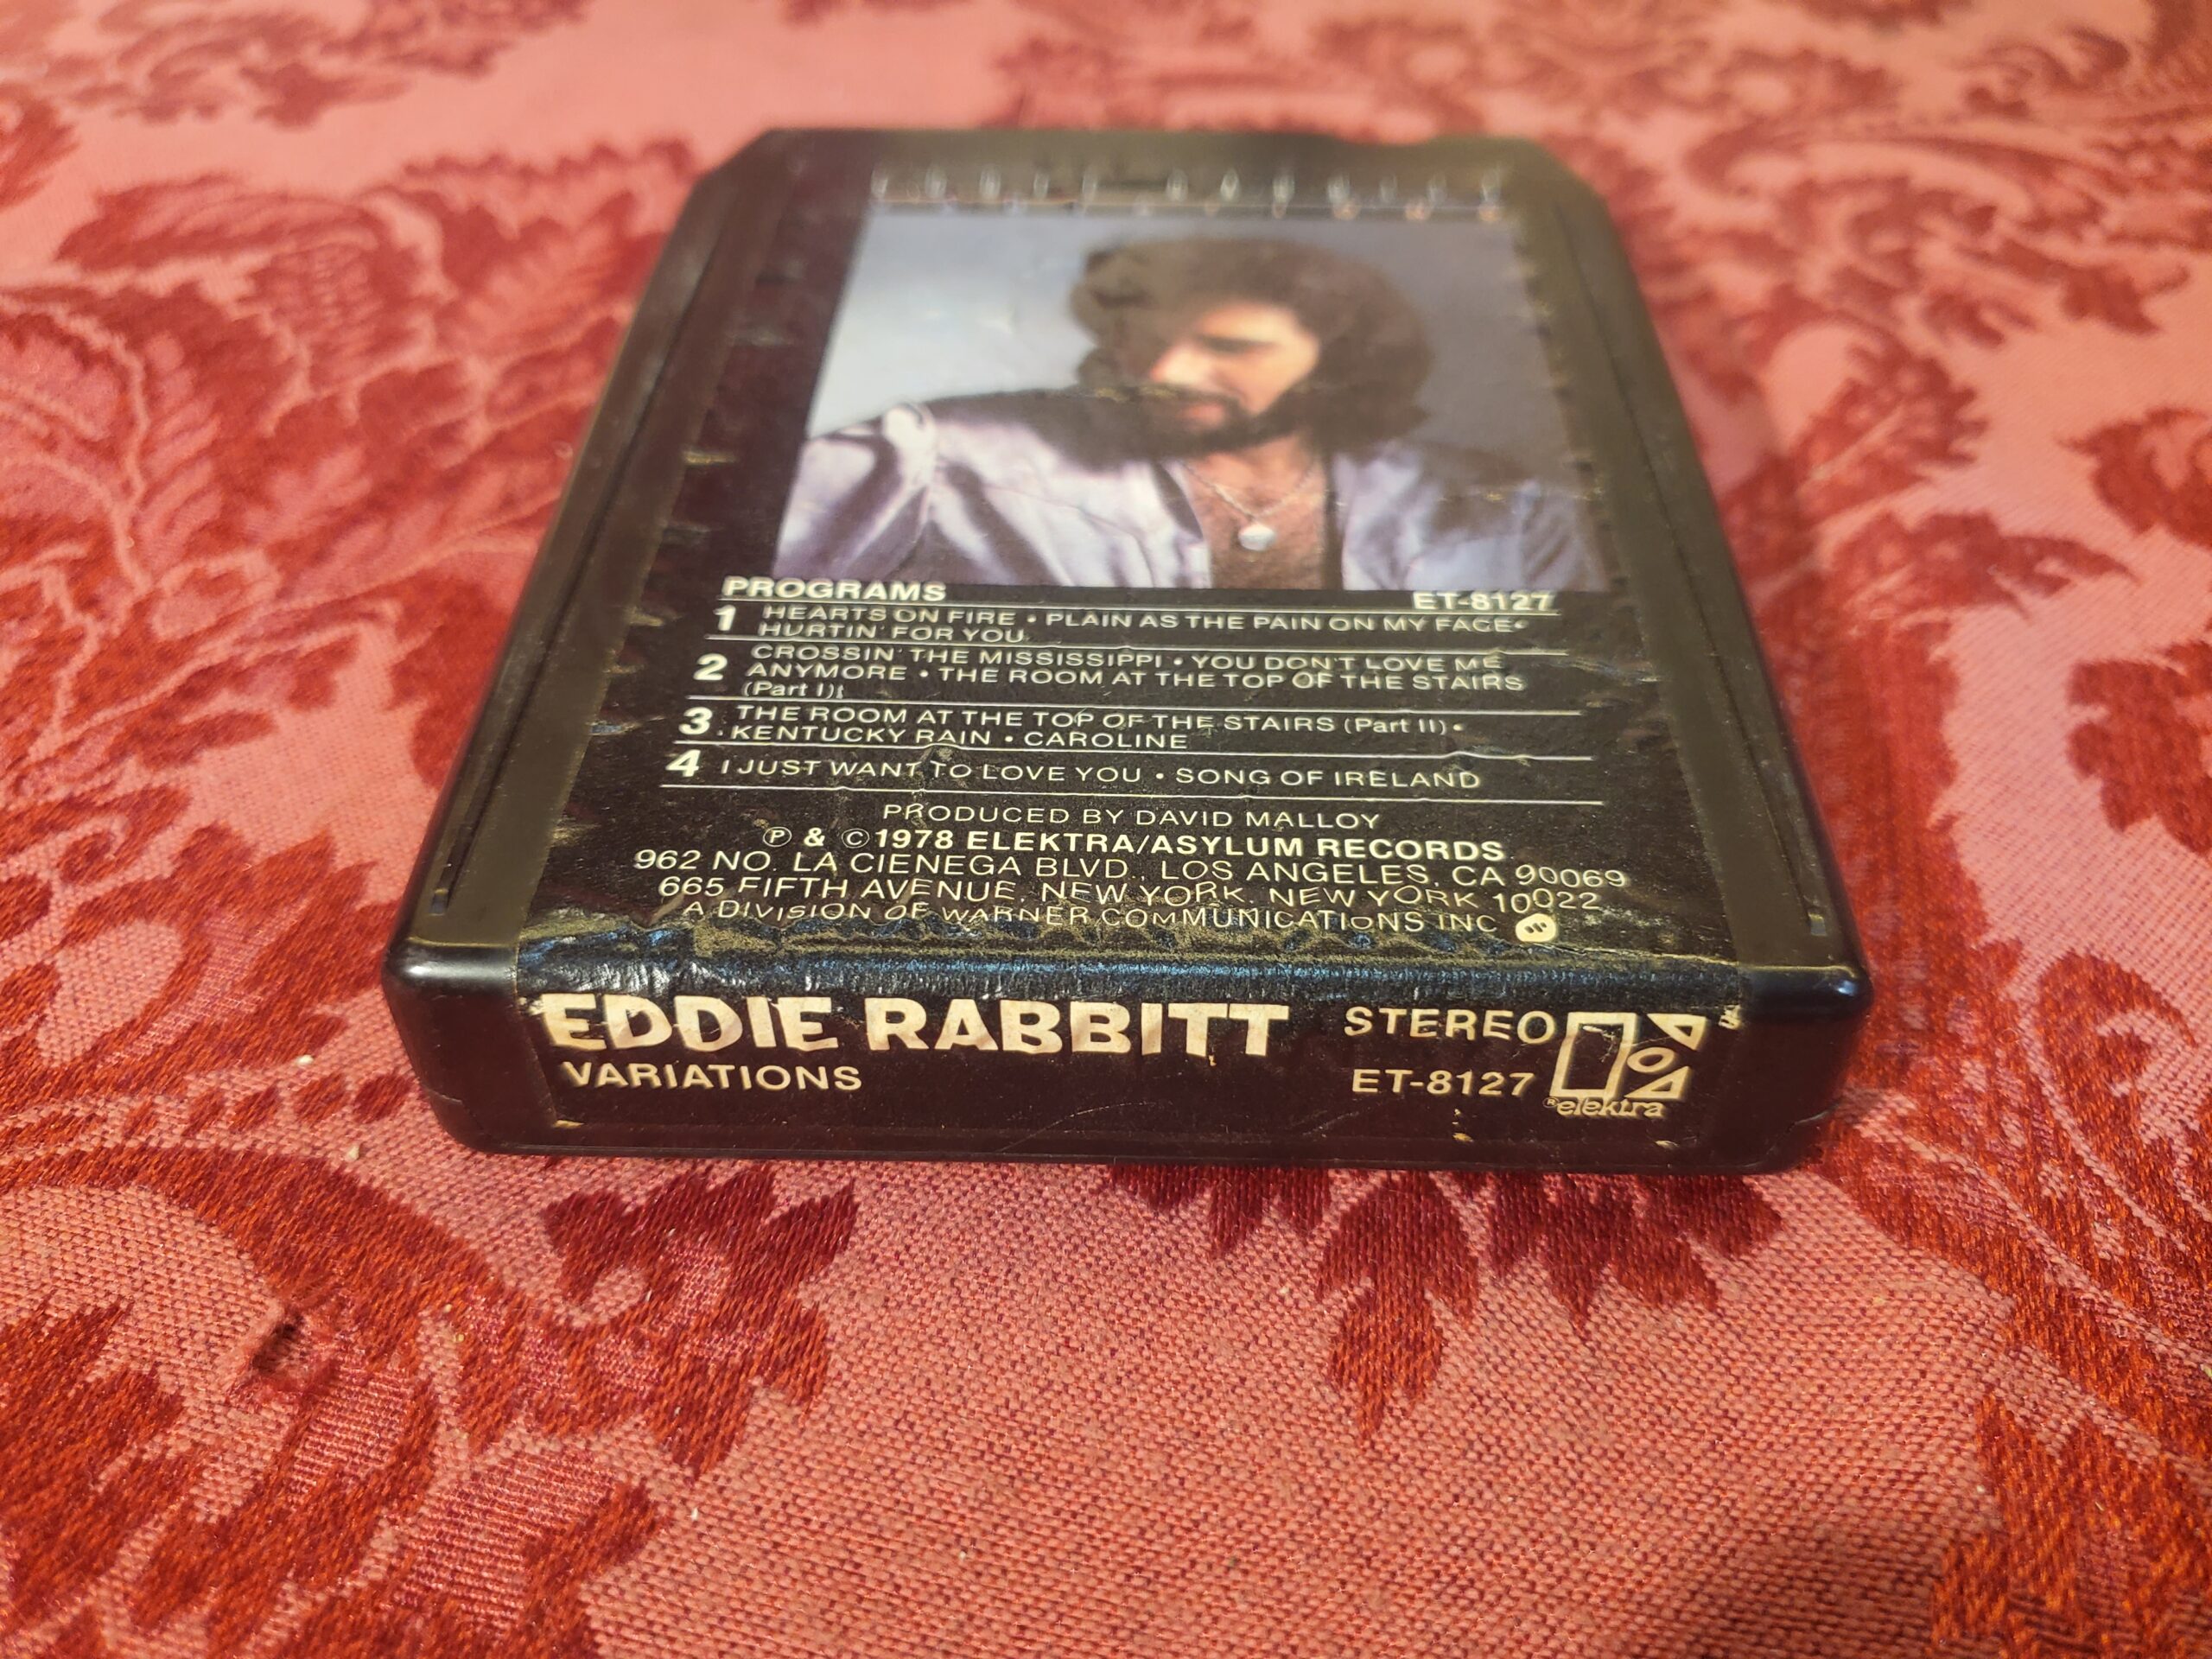 EDDIE RABBITT
VARIATIONS
PROGRAMS ET-8127
1 HEARTS ON FIRE • PLAIN AS THE PAIN ON MY FACE •
HURTIN' FOR YOU
2 CROSSIN' THE MISSISSIPPI • YOU DON'T LOVE ME
ANYMORE • THE ROOM AT THE TOP OF THE STAIRS
(Part I)
3 THE ROOM AT THE TOP OF THE STAIRS (Part II) •
KENTUCKY RAIN • CAROLINE
4 I JUST WANT TO LOVE YOU • SONG OF IRELAND
PRODUCED BY DAVID MALLOY
℗ & © 1978 ELEKTRA/ASYLUM RECORDS
962 NO. LA CIENEGA BLVD., LOS ANGELES, CA 90069
665 FIFTH AVENUE, NEW YORK, NEW YORK 10022
A DIVISION OF WARNER COMMUNICATIONS INC
EDDIE RABBITT STEREO
VARIATIONS ET-8127
elektra